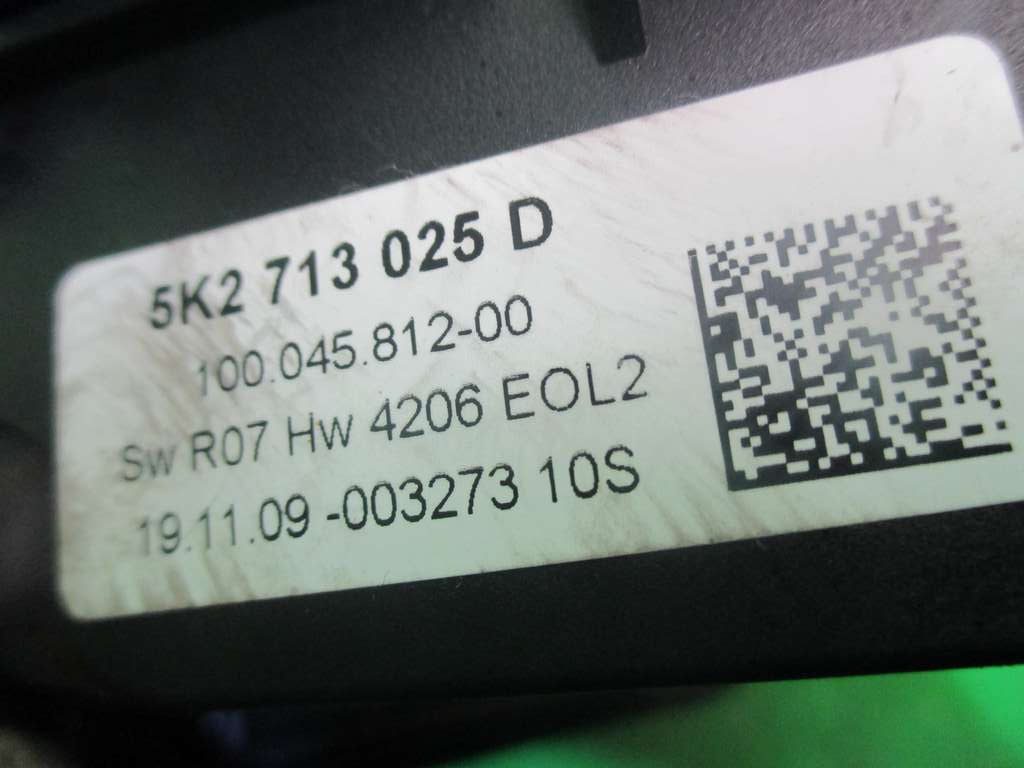 5K2 713 025 D
100.045.812-00
Sw R07 Hw 4206 EOL2
19.11.09 -003273 10S